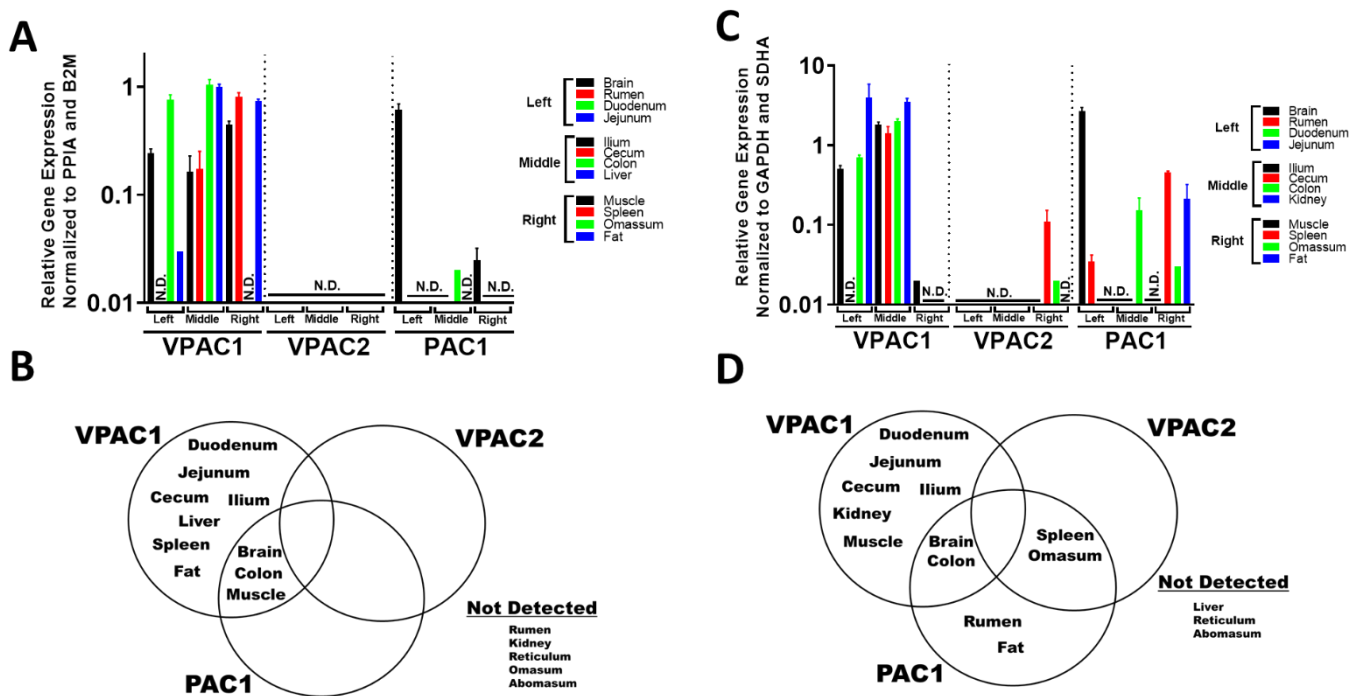 A
Relative Gene Expression
Normalized to PPIA and B2M
1
0.1
0.01
N.D.
N.D.
N.D.
N.D.
N.D.
N.D.
Left
Middle
Right
Left
Middle
Right
Left
Middle
Right
VPAC1
VPAC2
PAC1
Left
Brain
Rumen
Duodenum
Jejunum
Middle
Ilium
Cecum
Colon
Liver
Right
Muscle
Spleen
Omassum
Fat
C
Relative Gene Expression
Normalized to GAPDH and SDHA
10
1
0.1
0.01
N.D.
N.D.
N.D.
N.D.
N.D.
N.D.
Left
Middle
Right
Left
Middle
Right
Left
Middle
Right
VPAC1
VPAC2
PAC1
Left
Brain
Rumen
Duodenum
Jejunum
Middle
Ilium
Cecum
Colon
Kidney
Right
Muscle
Spleen
Omassum
Fat
B
VPAC1
VPAC2
PAC1
Duodenum
Jejunum
Cecum
Ilium
Liver
Spleen
Fat
Brain
Colon
Muscle
Not Detected
Rumen
Kidney
Reticulum
Omasum
Abomasum
D
VPAC1
VPAC2
PAC1
Duodenum
Jejunum
Cecum
Ilium
Kidney
Muscle
Brain
Colon
Spleen
Omasum
Rumen
Fat
Not Detected
Liver
Reticulum
Abomasum